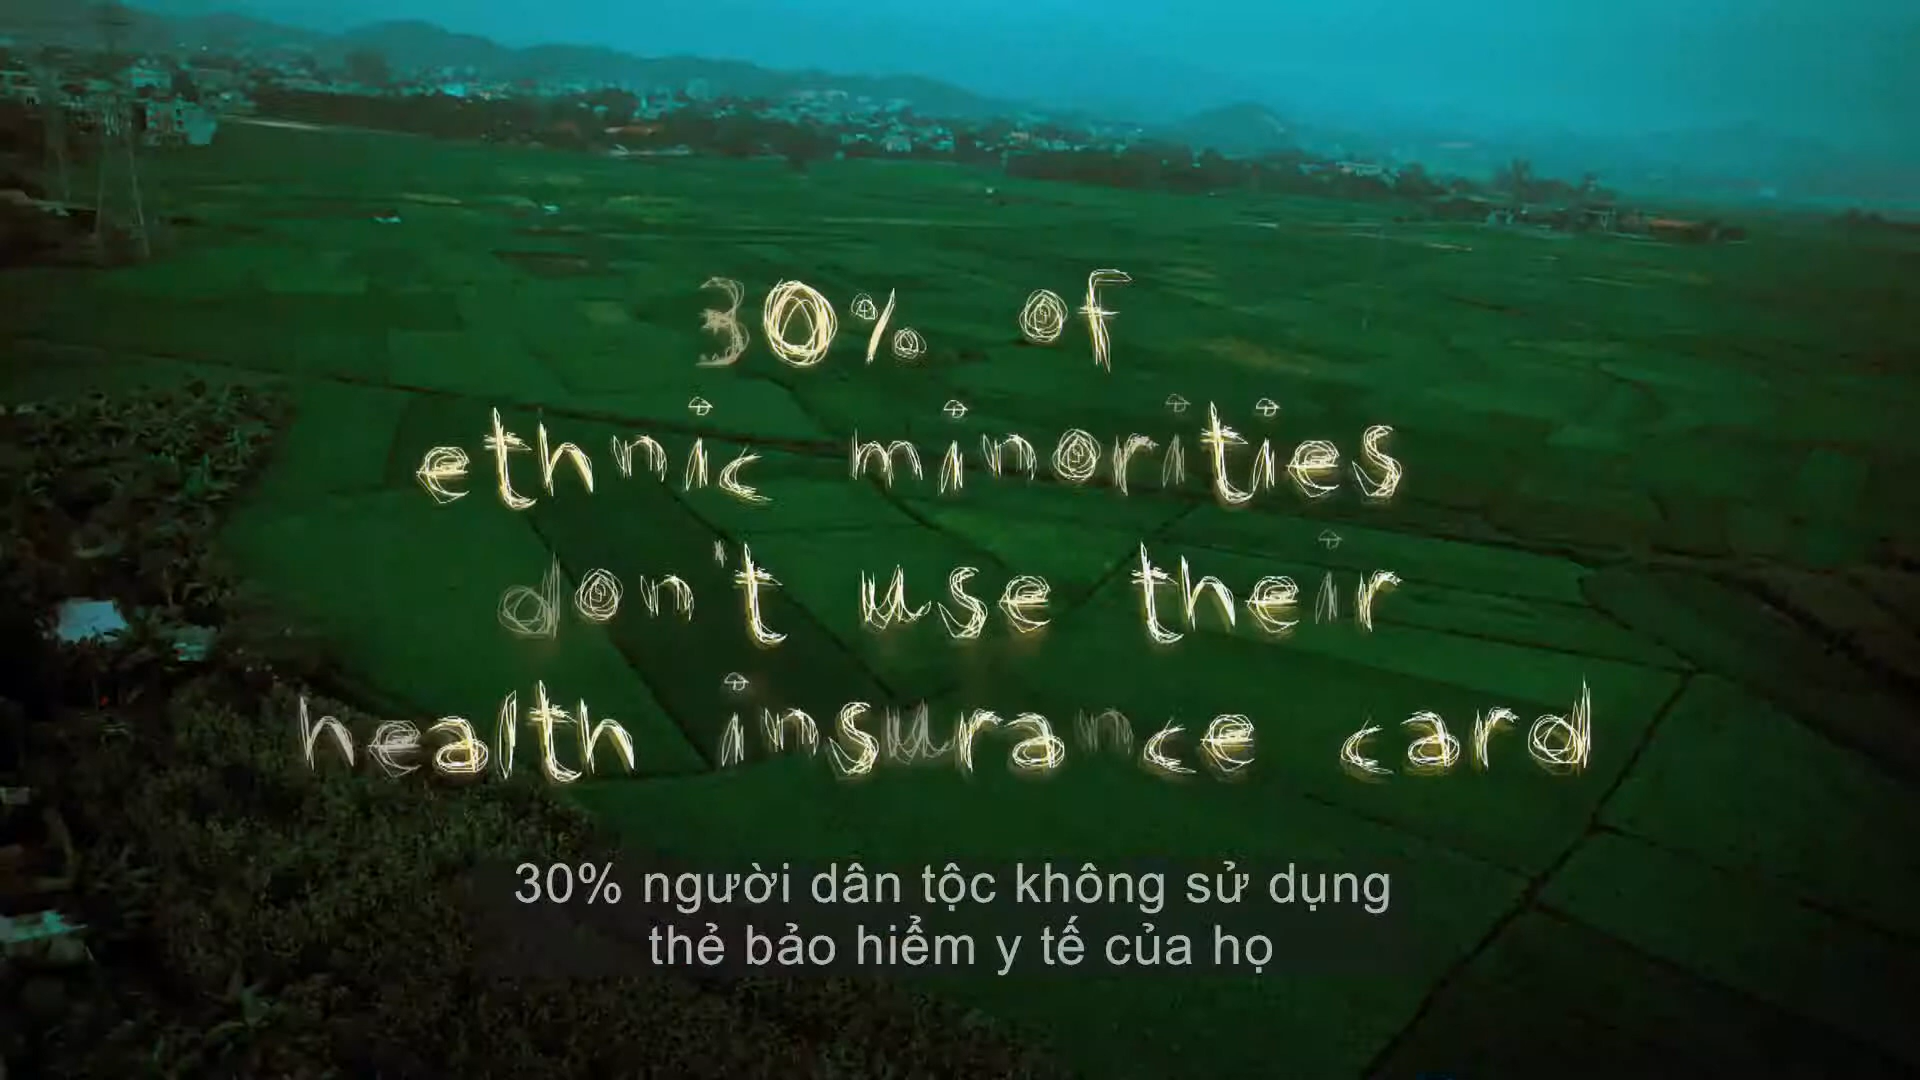 30% of
ethnic minorities
don't use their
health insurance card
30% người dân tộc không sử dụng
thẻ bảo hiểm y tế của họ